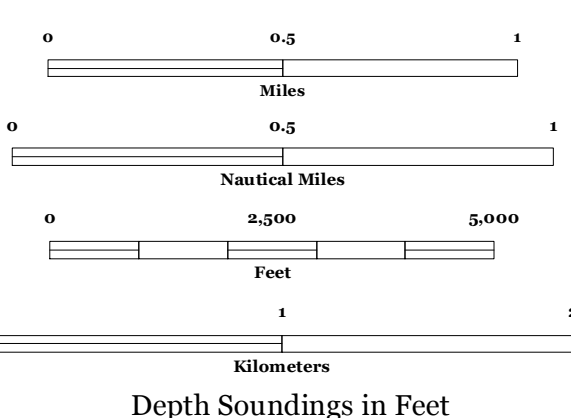 0 0.5 1
Miles
0 0.5 1
Nautical Miles
0 2,500 5,000
Feet
1
Kilometers
Depth Soundings in Feet